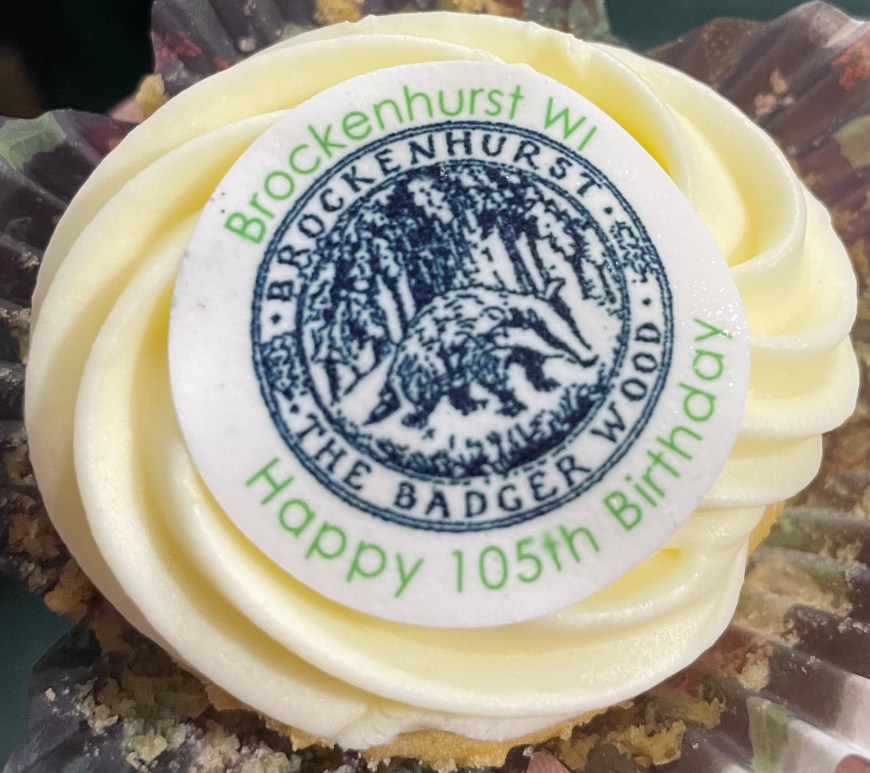 Brockenhurst WI
BROCKENHURST
THE BADGER WOOD
Happy 105th Birthday